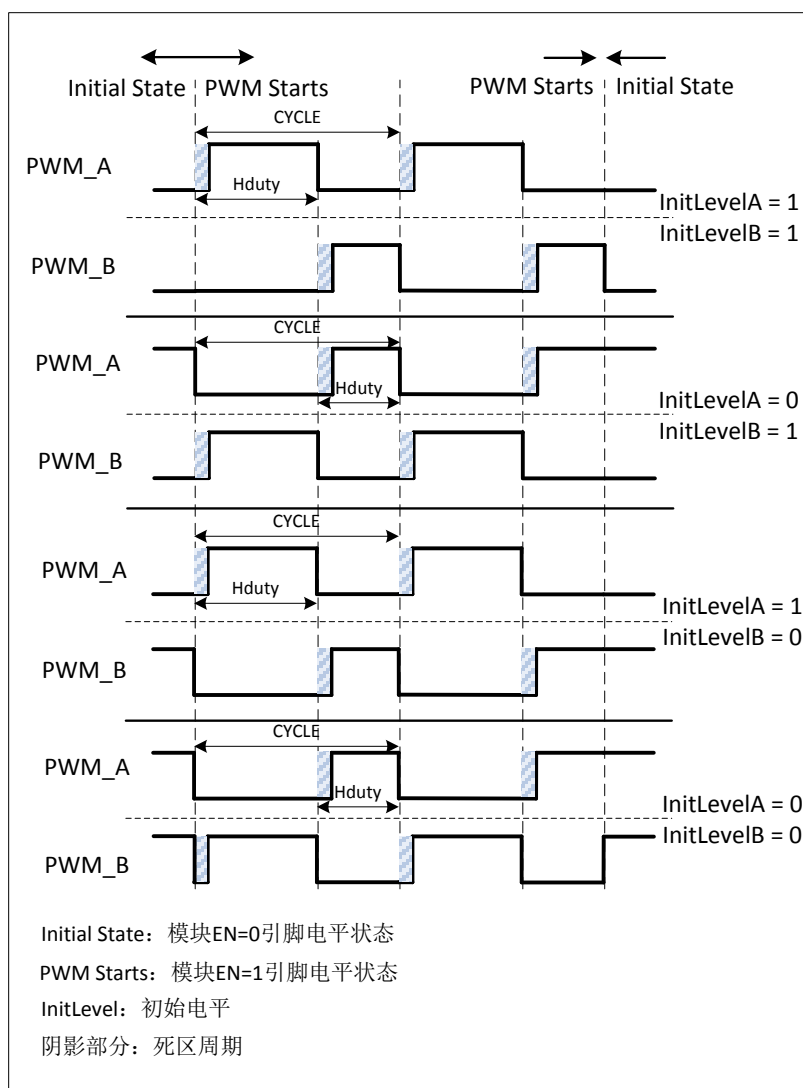 Initial State PWM Starts PWM Starts Initial State
CYCLE
PWM_A
Hduty
InitLevelA = 1
InitLevelB = 1
PWM_B
CYCLE
PWM_A
Hduty
InitLevelA = 0
InitLevelB = 1
PWM_B
CYCLE
PWM_A
Hduty
InitLevelA = 1
InitLevelB = 0
PWM_B
CYCLE
PWM_A
Hduty
InitLevelA = 0
InitLevelB = 0
PWM_B
Initial State：模块EN=0引脚电平状态
PWM Starts：模块EN=1引脚电平状态
InitLevel：初始电平
阴影部分：死区周期